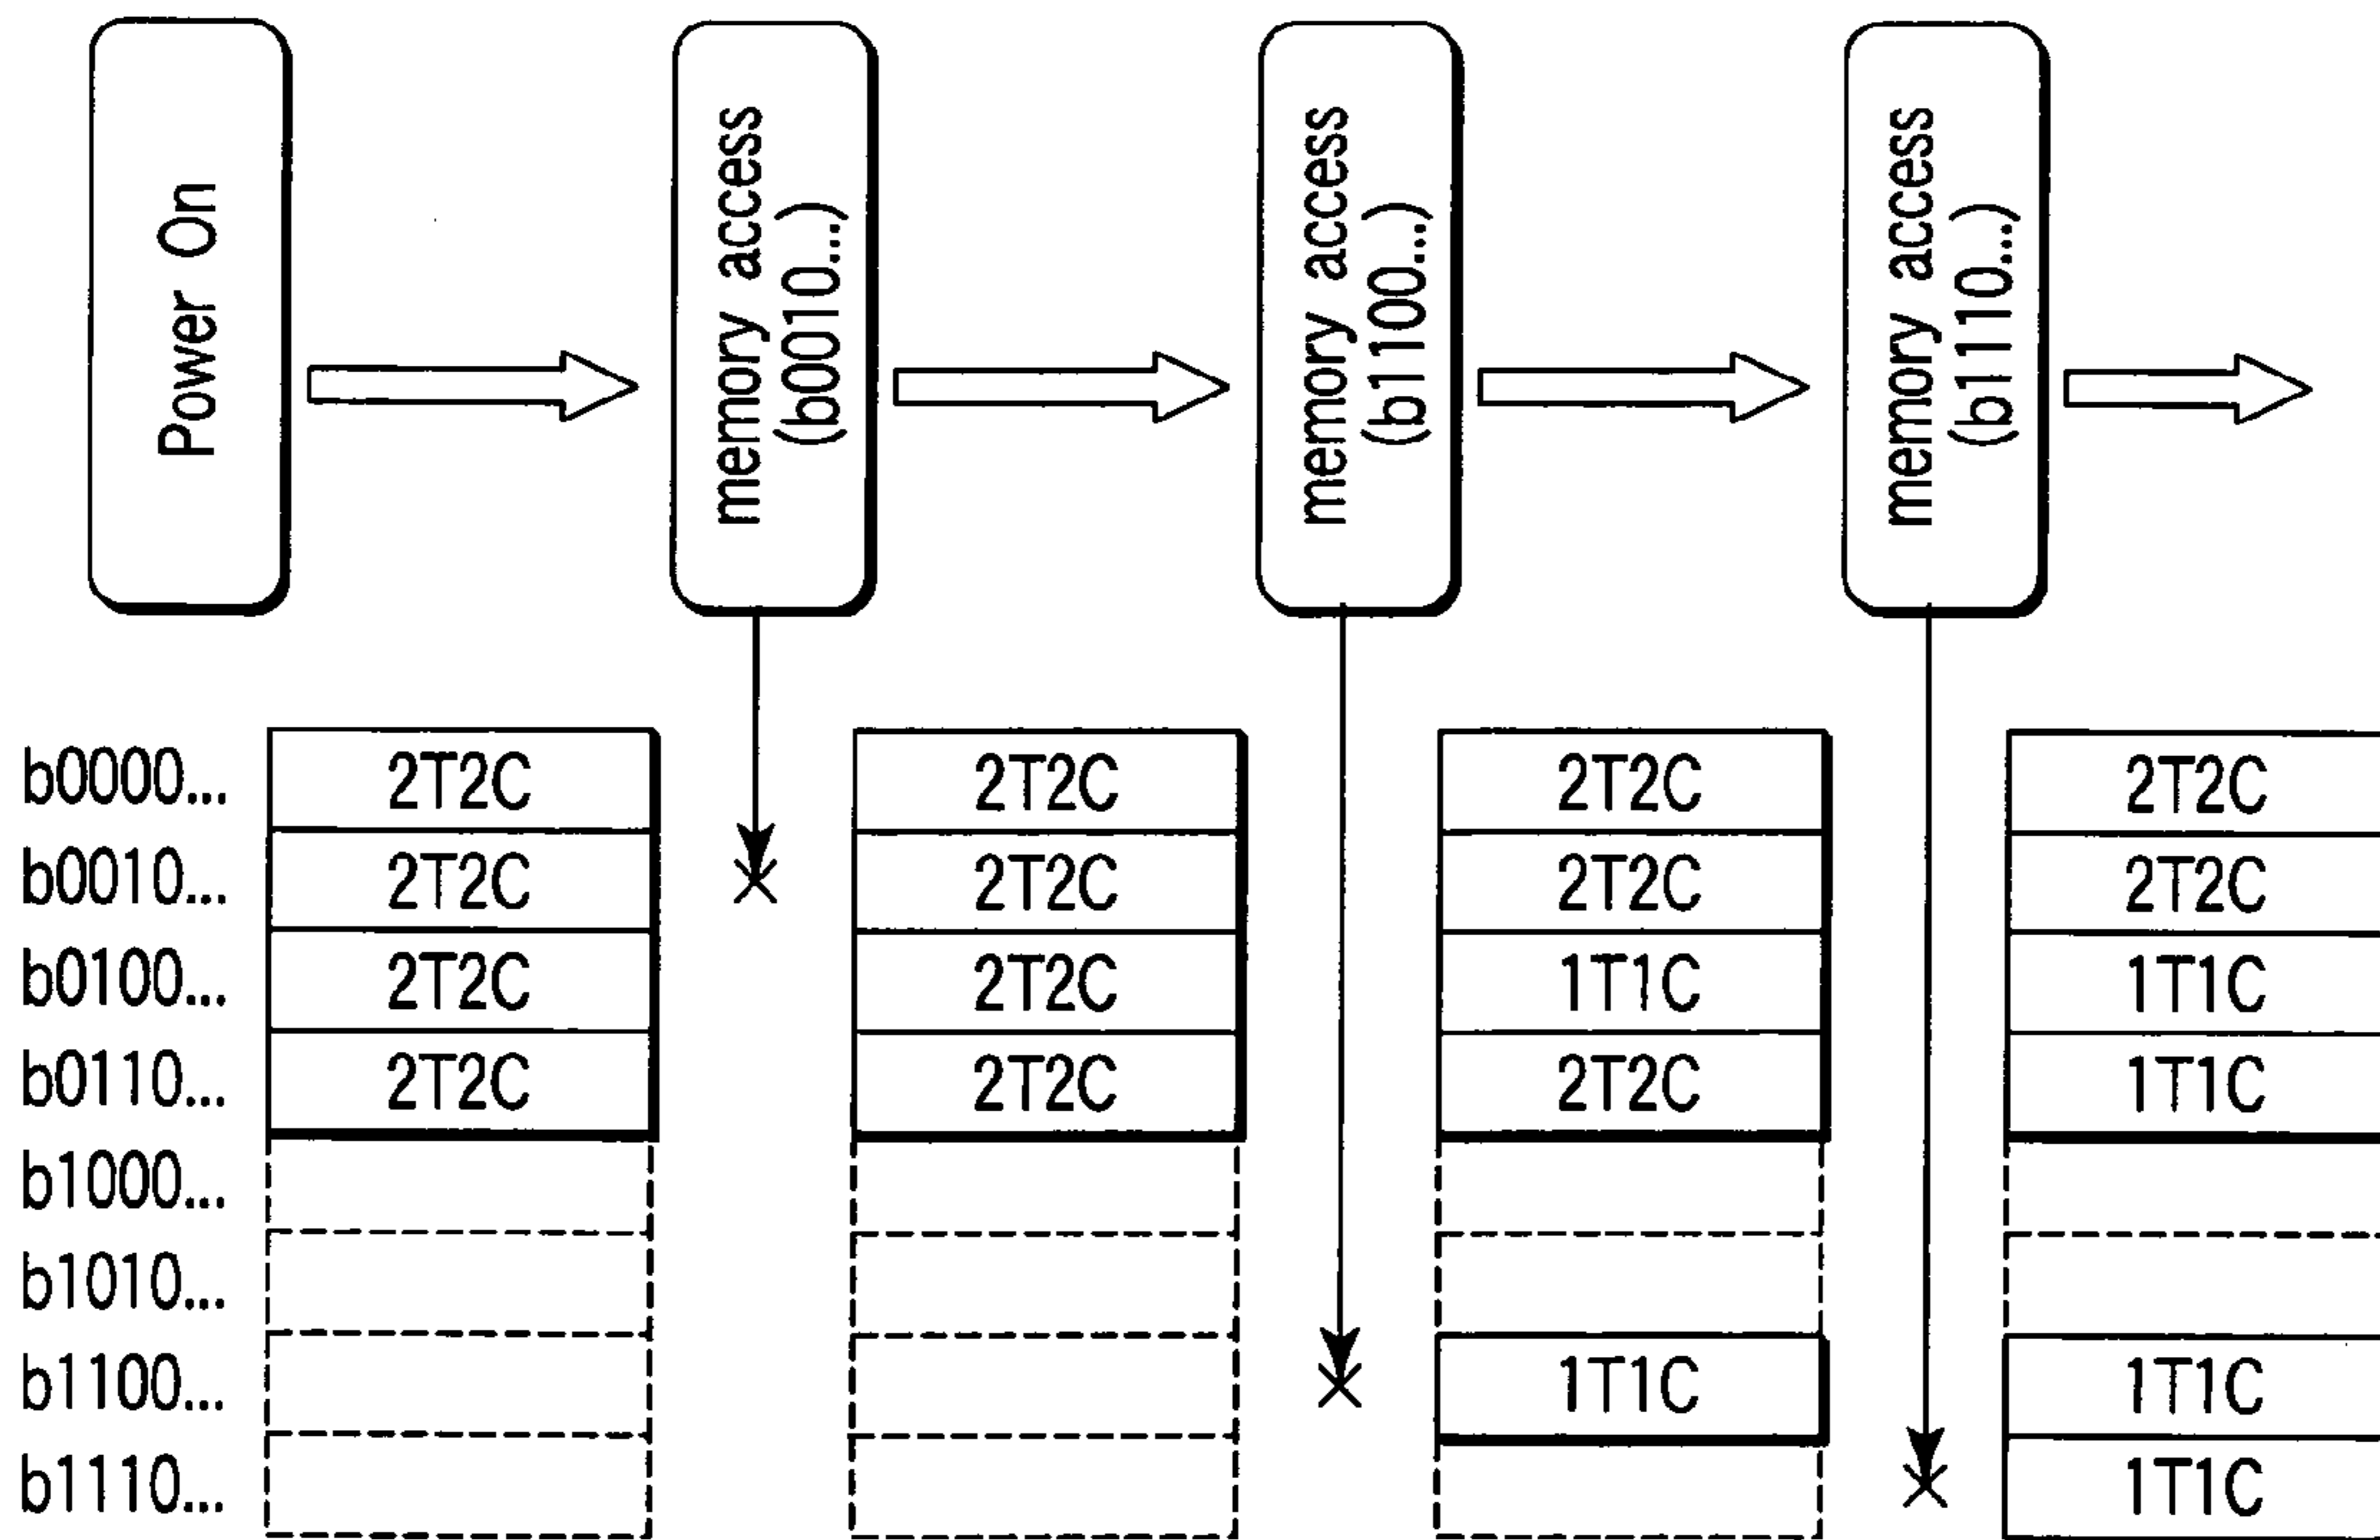 Power On
memory access
(b0010...)
memory access
(b1100...)
memory access
(b1110...)
b0000... 2T2C 2T2C 2T2C 2T2C
b0010... 2T2C 2T2C 2T2C 2T2C
b0100... 2T2C 2T2C 1T1C 1T1C
b0110... 2T2C 2T2C 2T2C 1T1C
b1000...
b1010...
b1100... 1T1C 1T1C
b1110... 1T1C